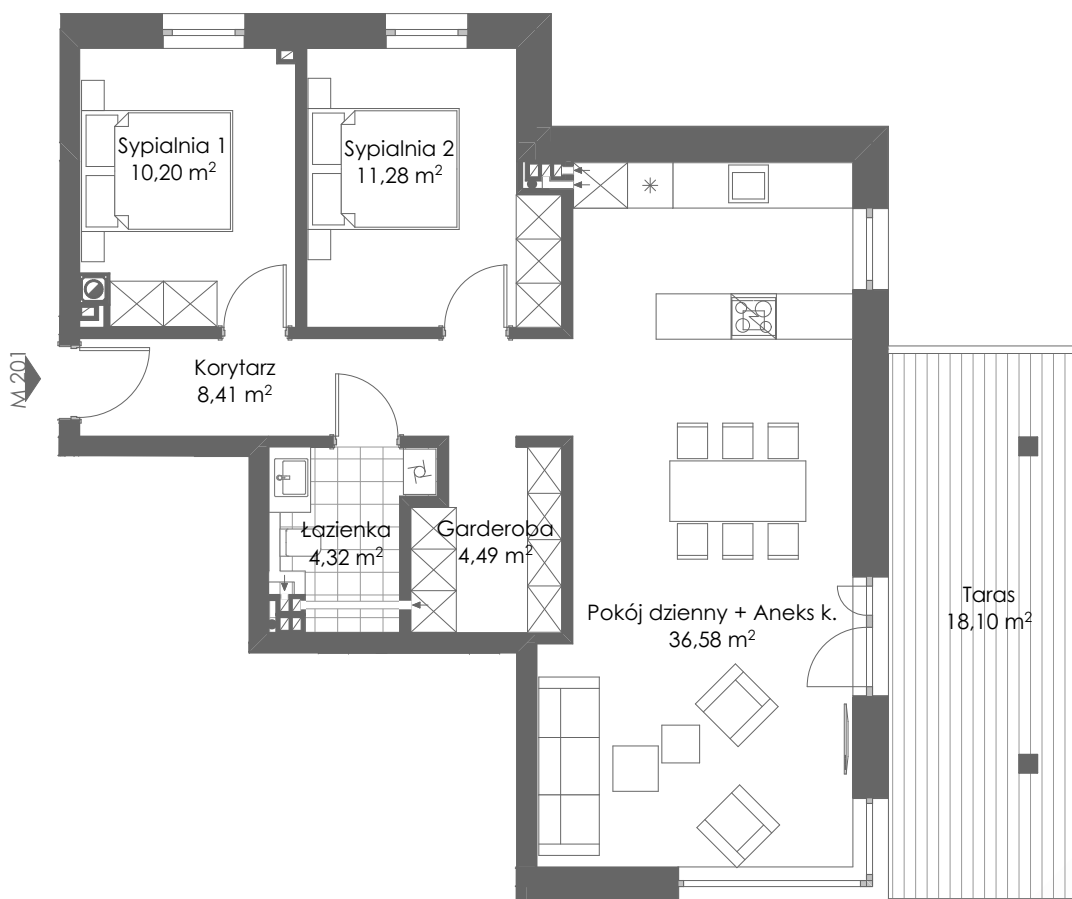 Sypialnia 1
10,20 m²
Sypialnia 2
11,28 m²
M 201
Korytarz
8,41 m²
Łazienka
4,32 m²
Garderoba
4,49 m²
Pokój dzienny + Aneks k.
36,58 m²
Taras
18,10 m²